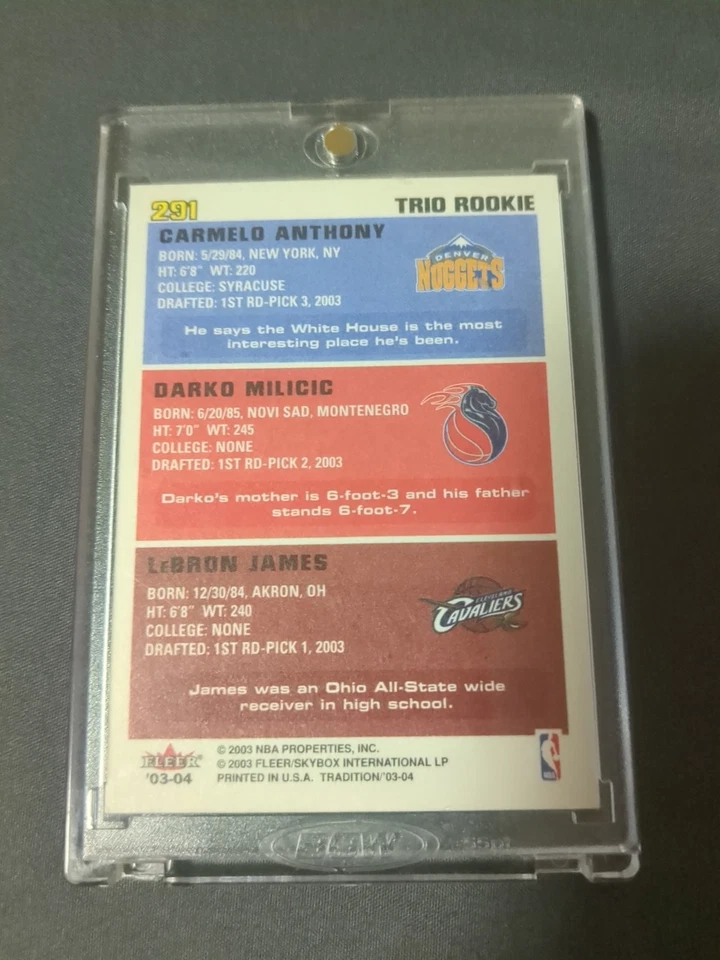 291
TRIO ROOKIE
CARMELO ANTHONY
BORN: 5/29/84, NEW YORK, NY
HT: 6'8" WT: 220
COLLEGE: SYRACUSE
DRAFTED: 1ST RD-PICK 3, 2003
DENVER
NUGGETS
He says the White House is the most
interesting place he's been.
DARKO MILICIC
BORN: 6/20/85, NOVI SAD, MONTENEGRO
HT: 7'0" WT: 245
COLLEGE: NONE
DRAFTED: 1ST RD-PICK 2, 2003
Darko's mother is 6-foot-3 and his father
stands 6-foot-7.
LeBRON JAMES
BORN: 12/30/84, AKRON, OH
HT: 6'8" WT: 240
COLLEGE: NONE
DRAFTED: 1ST RD-PICK 1, 2003
CLEVELAND
CAVALIERS
James was an Ohio All-State wide
receiver in high school.
FLEER
'03-04
© 2003 NBA PROPERTIES, INC.
© 2003 FLEER/SKYBOX INTERNATIONAL LP
PRINTED IN U.S.A. TRADITION/'03-04
NBA
BCW